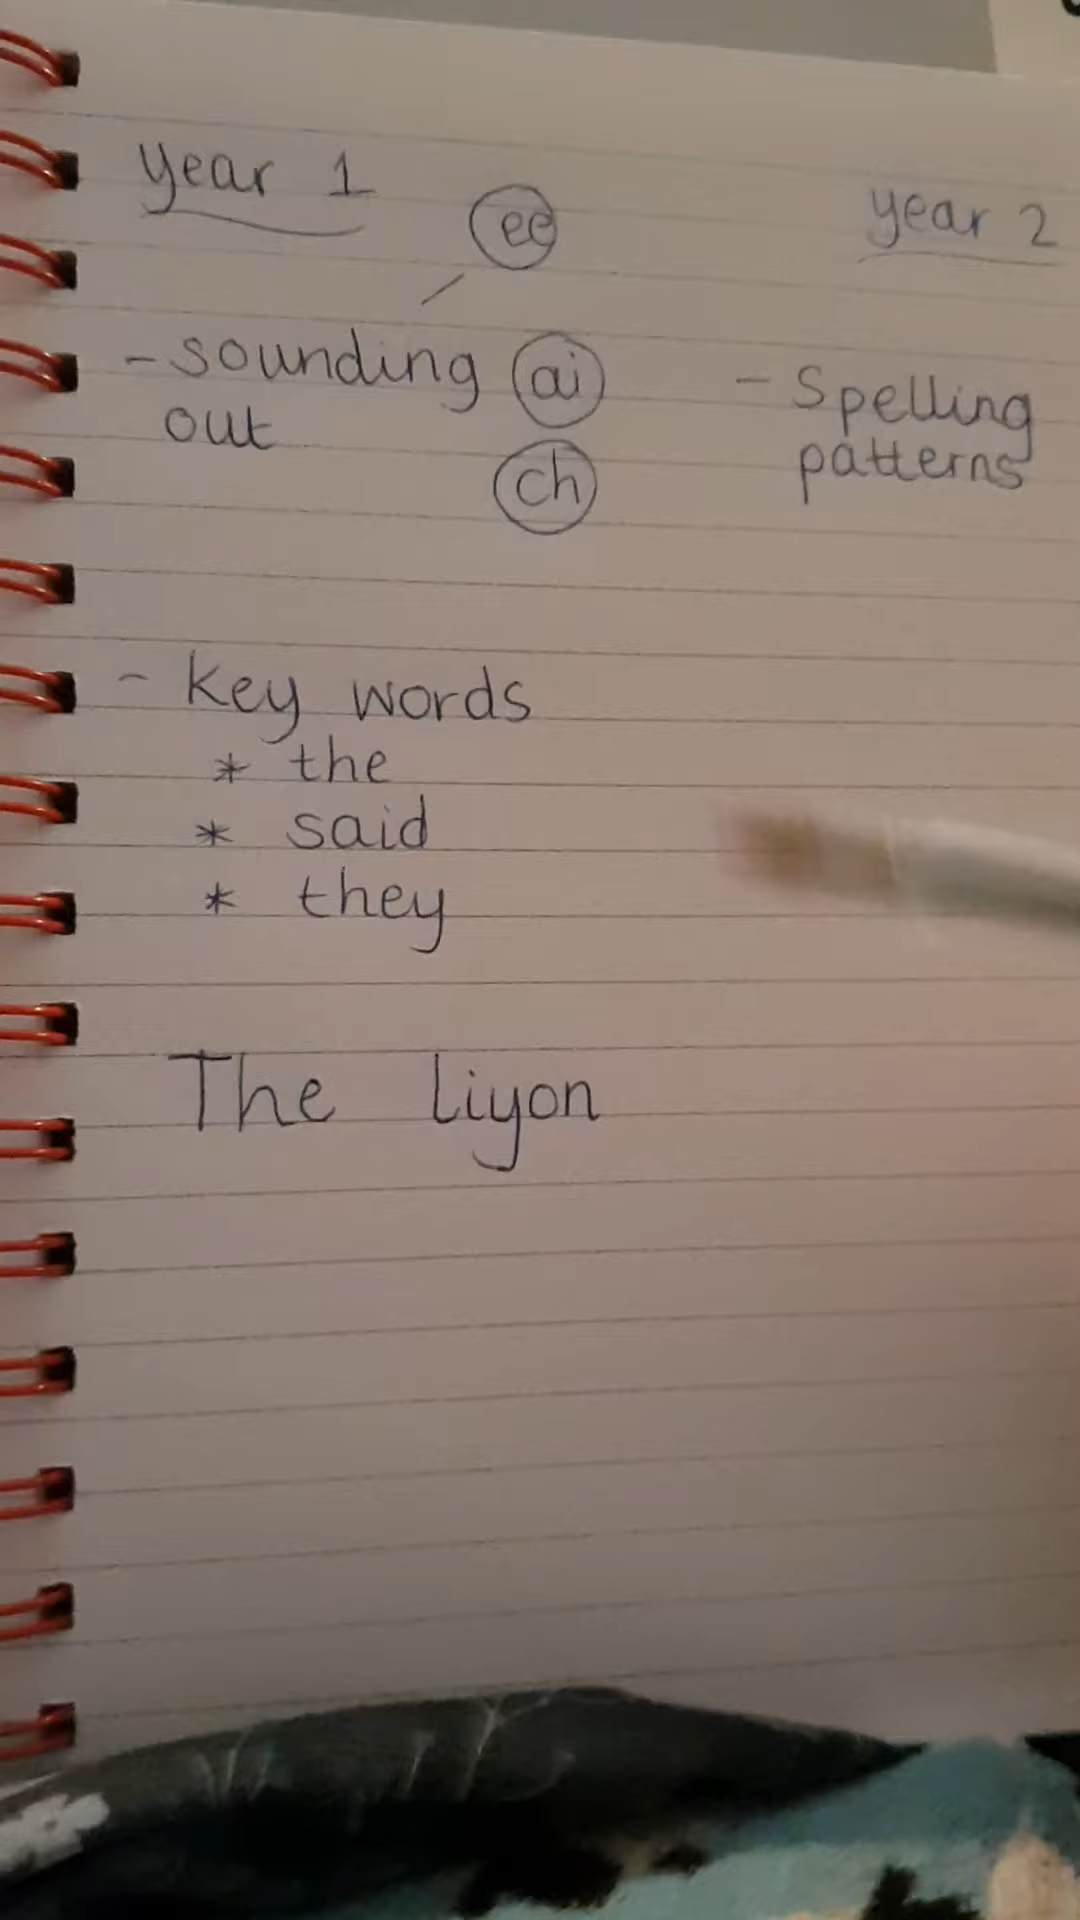 year 1
ee
year 2
- sounding
out
ai
ch
- Spelling
patterns
- key words
* the
* said
* they
The liyon